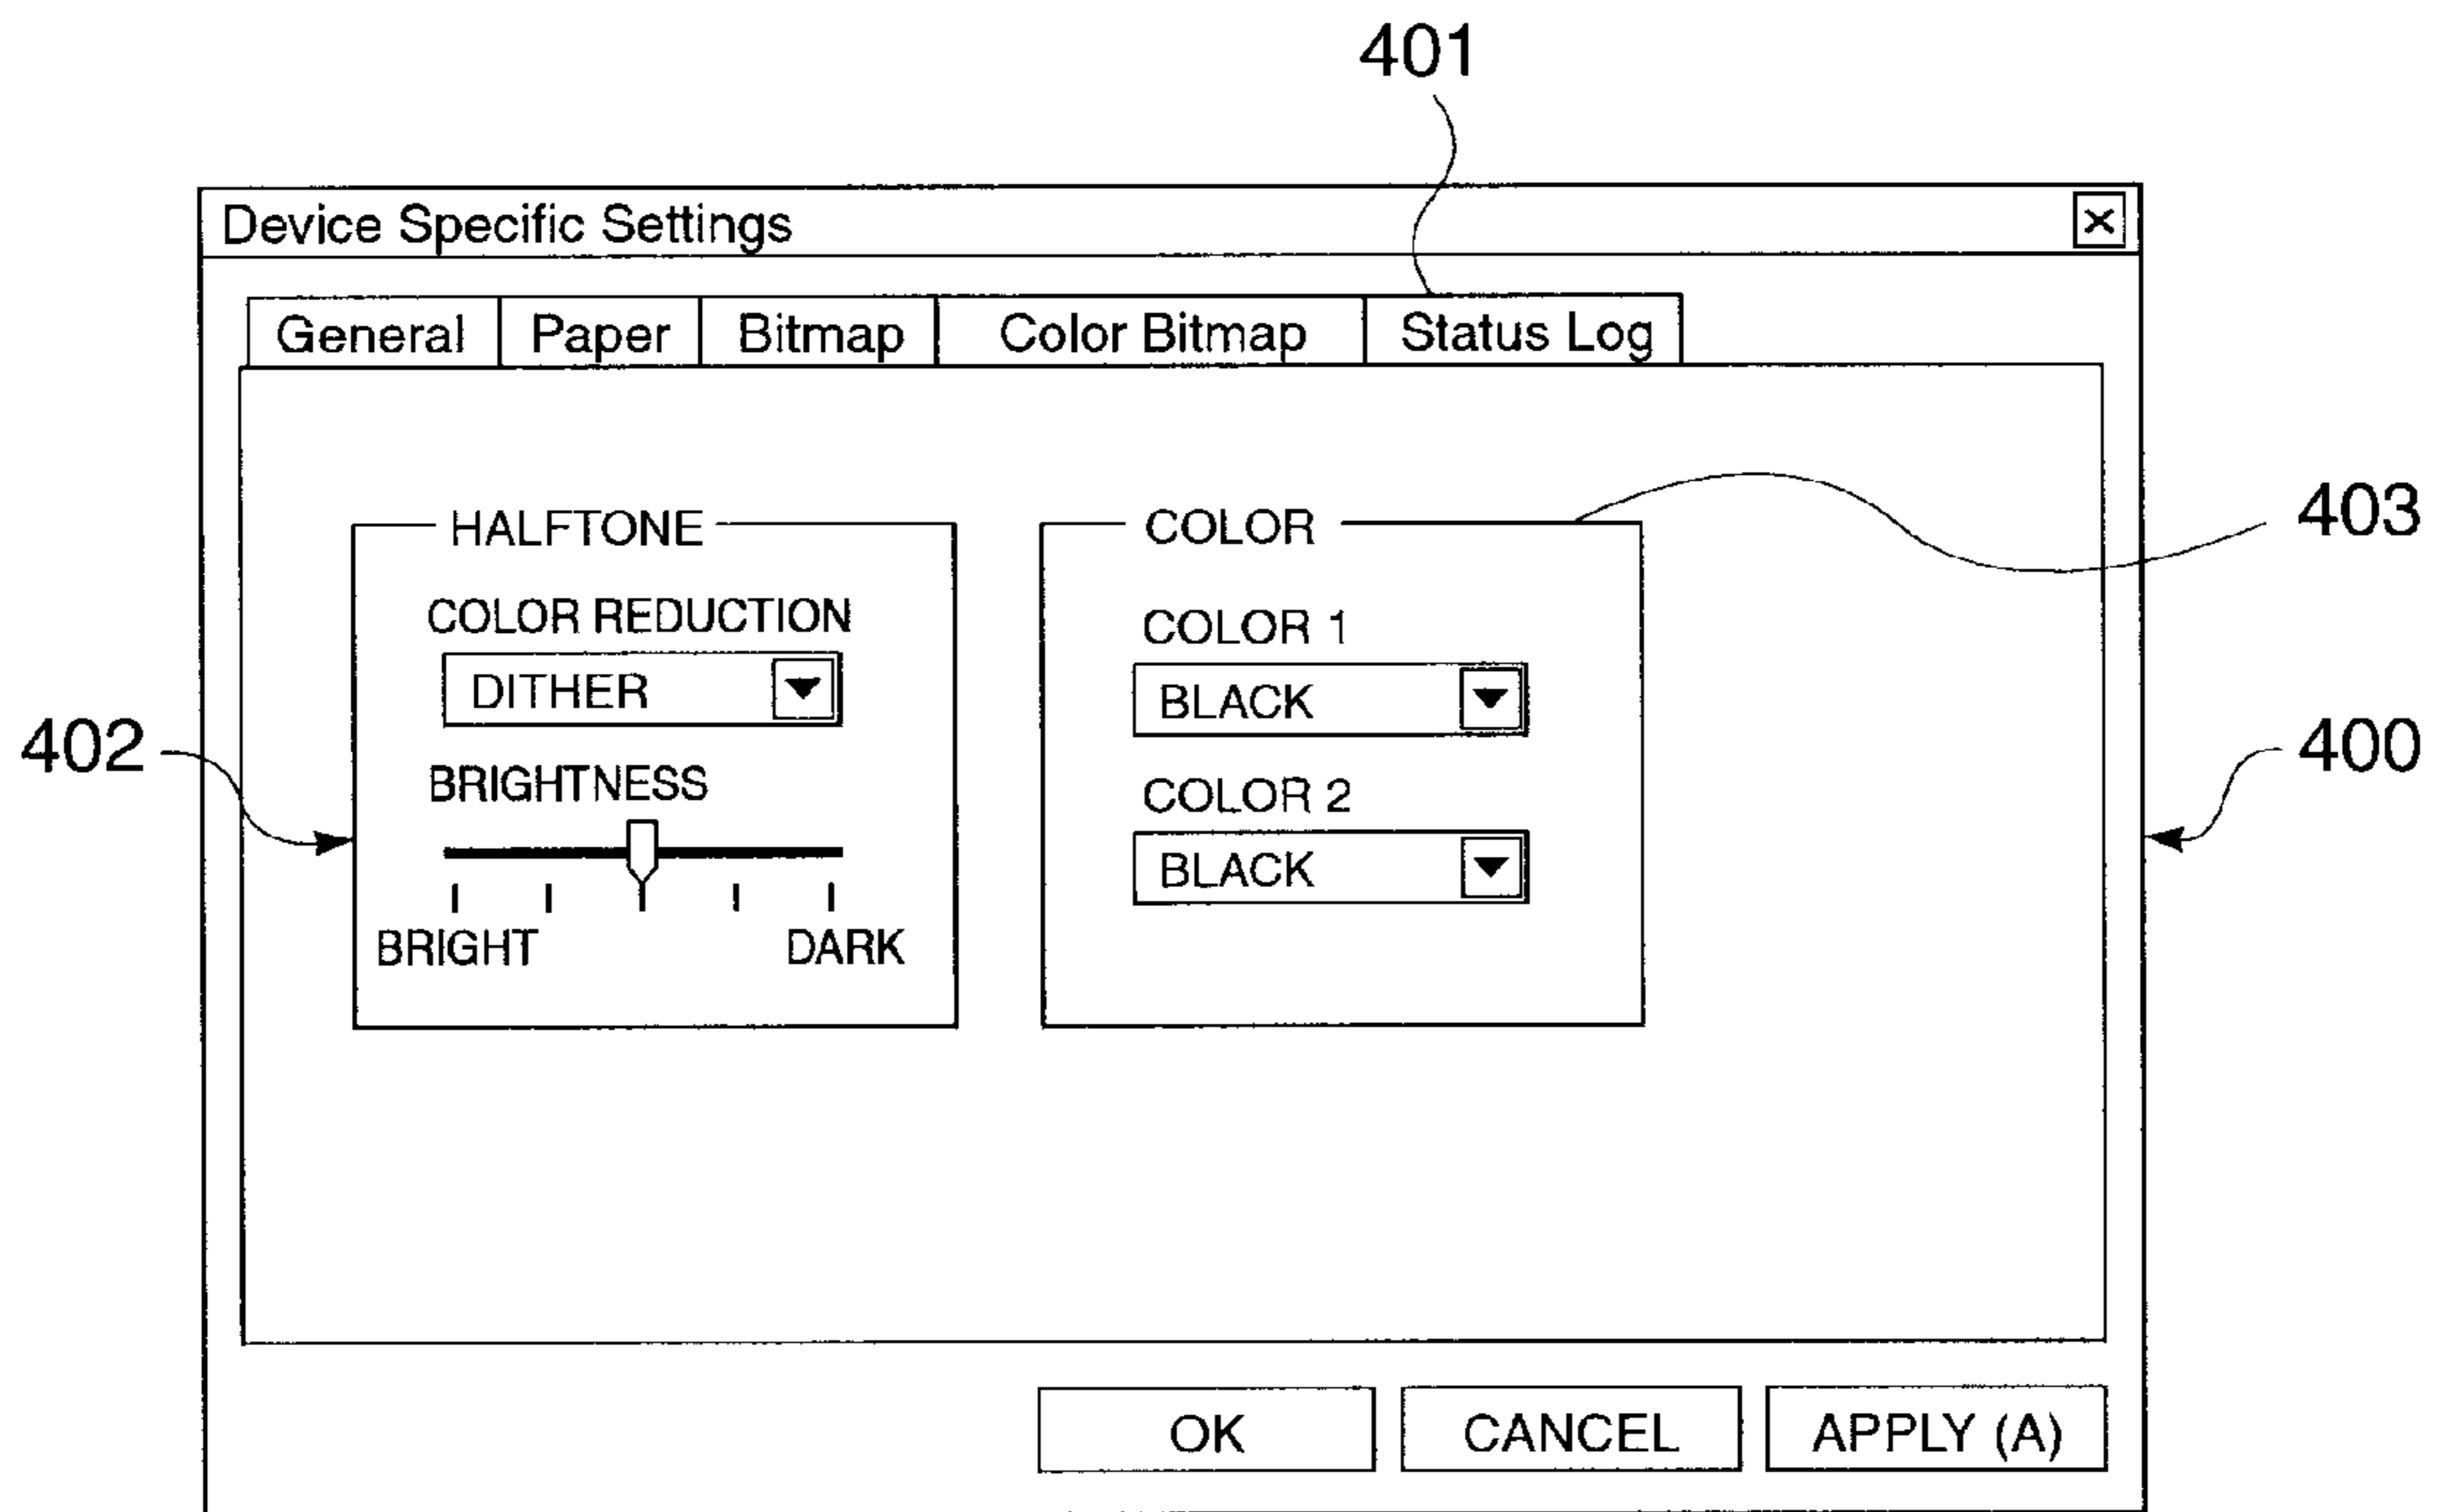 401
Device Specific Settings
General Paper Bitmap Color Bitmap Status Log
403
HALFTONE
COLOR REDUCTION
DITHER
402
BRIGHTNESS
BRIGHT DARK
COLOR
COLOR 1
BLACK
COLOR 2
BLACK
400
OK CANCEL APPLY (A)